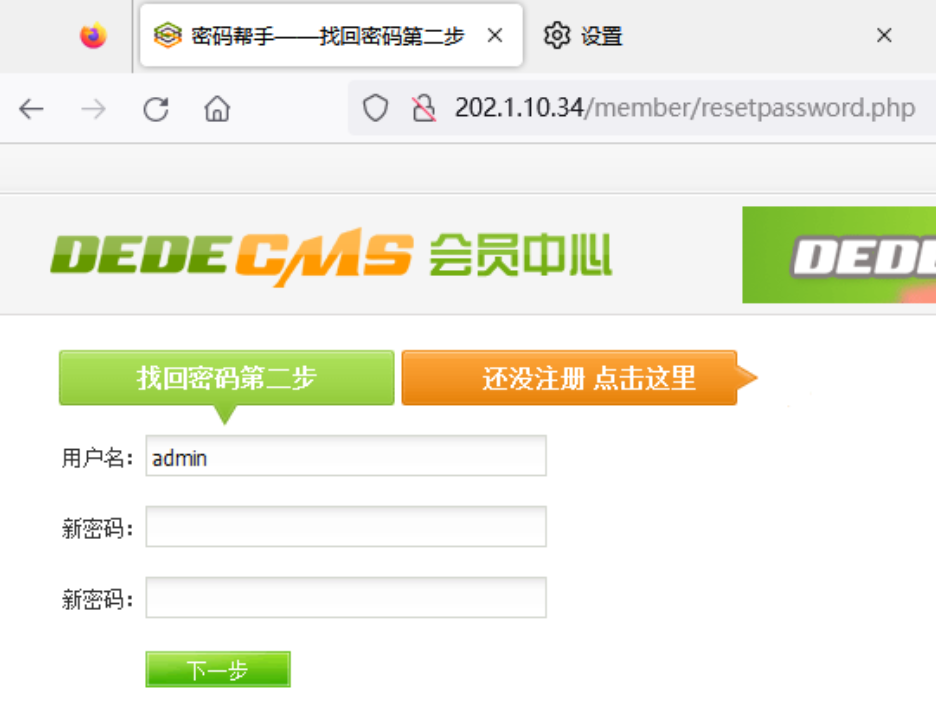 密码帮手——找回密码第二步
设置
202.1.10.34/member/resetpassword.php
DEDECMS 会员中心
找回密码第二步
还没注册 点击这里
用户名:
admin
新密码:
新密码:
下一步